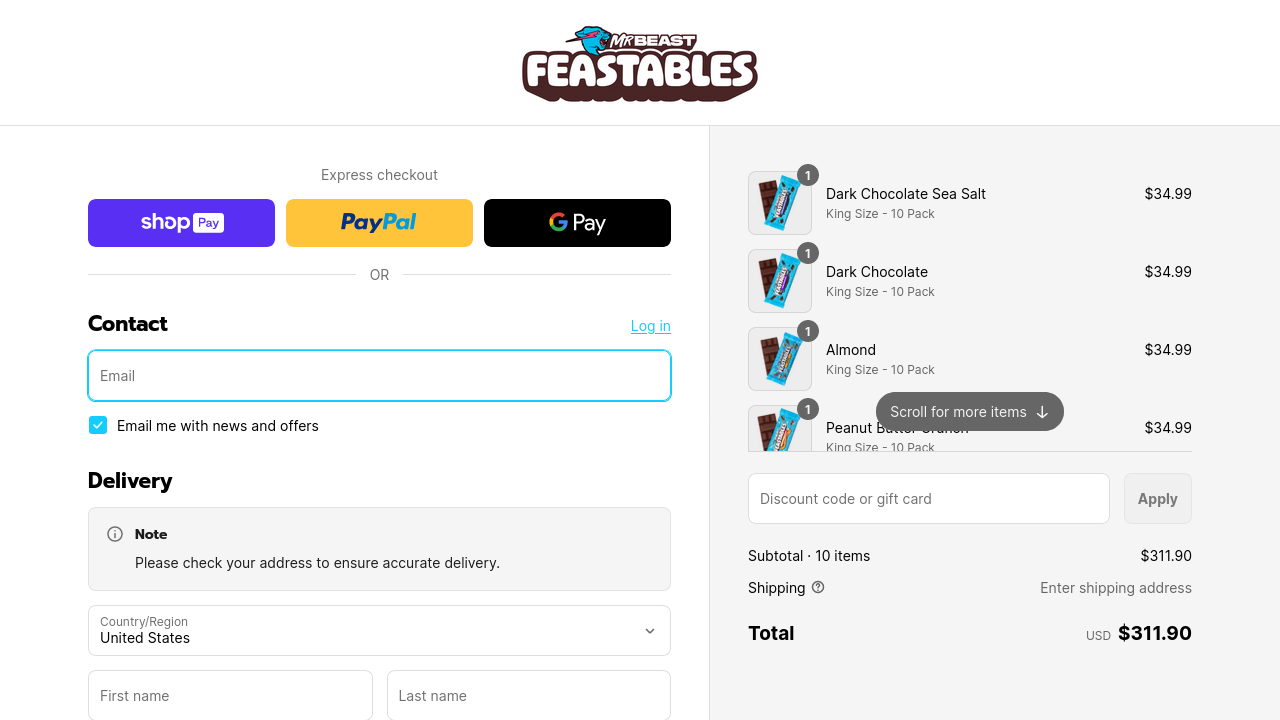 MRBEAST
FEASTABLES
Express checkout
shop Pay
PayPal
G Pay
OR
Contact
Log in
Email
Email me with news and offers
Delivery
Note
Please check your address to ensure accurate delivery.
Country/Region
United States
First name
Last name
1
Dark Chocolate Sea Salt
$34.99
King Size - 10 Pack
1
Dark Chocolate
$34.99
King Size - 10 Pack
1
Almond
$34.99
King Size - 10 Pack
Scroll for more items
1
Peanut Butter Crunch
$34.99
King Size - 10 Pack
Discount code or gift card
Apply
Subtotal · 10 items
$311.90
Shipping
Enter shipping address
Total
USD $311.90